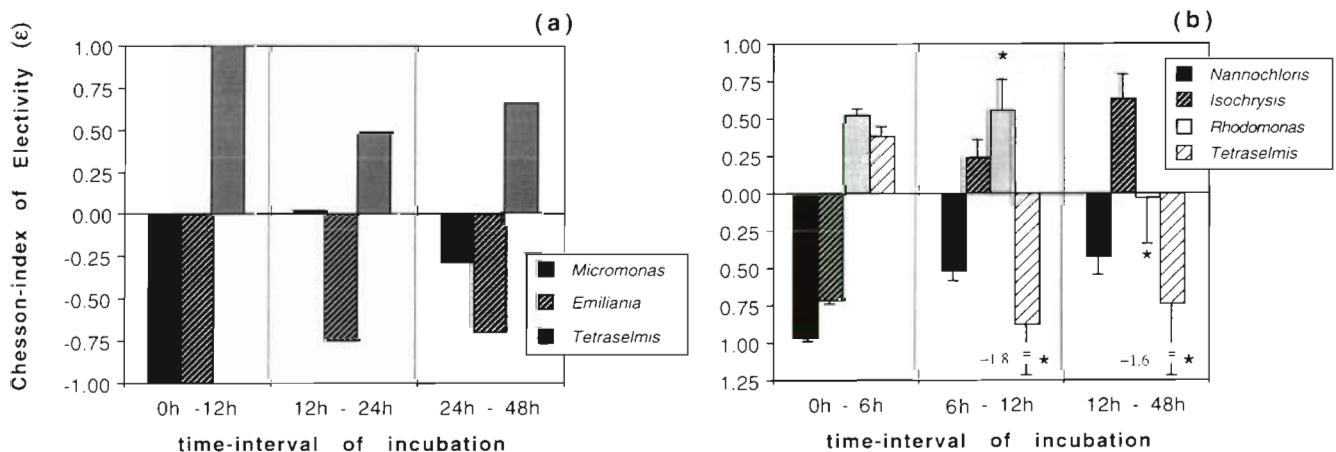 (a)
Chesson-index of Electivity (ε)
1.00
0.75
0.50
0.25
0.00
-0.25
-0.50
-0.75
-1.00
Micromonas
Emiliania
Tetraselmis
0h -12h
12h - 24h
24h - 48h
time-interval of incubation
(b)
1.00
0.75
0.50
0.25
0.00
0.25
0.50
0.75
1.00
1.25
★
★
-1.8 = ★
-1.6 = ★
Nannochloris
Isochrysis
Rhodomonas
Tetraselmis
0h - 6h
6h - 12h
12h - 48h
time-interval of incubation